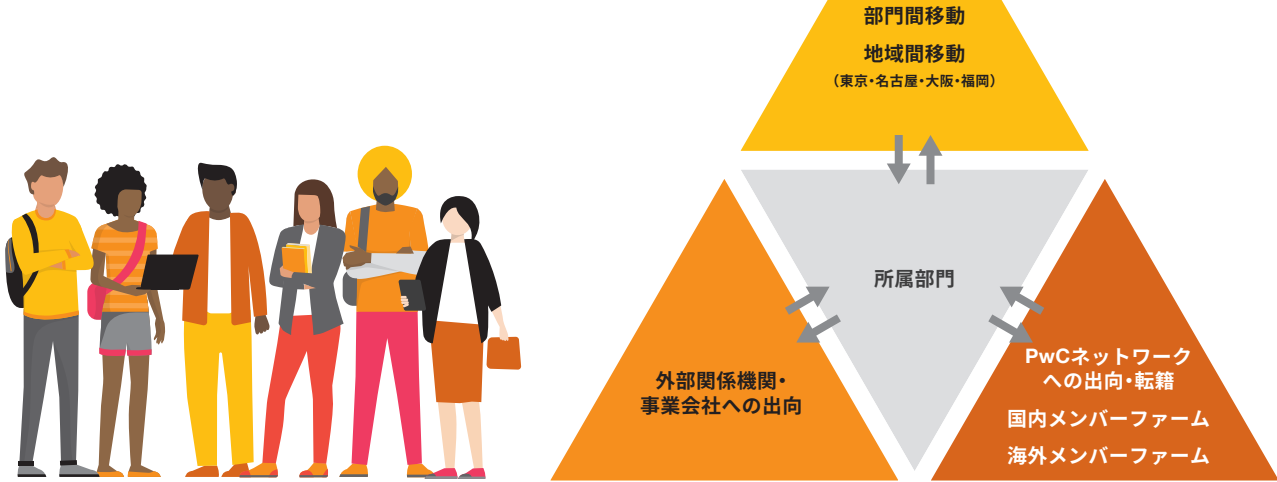 部門間移動
地域間移動
（東京・名古屋・大阪・福岡）
所属部門
外部関係機関・
事業会社への出向
PwCネットワーク
への出向・転籍
国内メンバーファーム
海外メンバーファーム